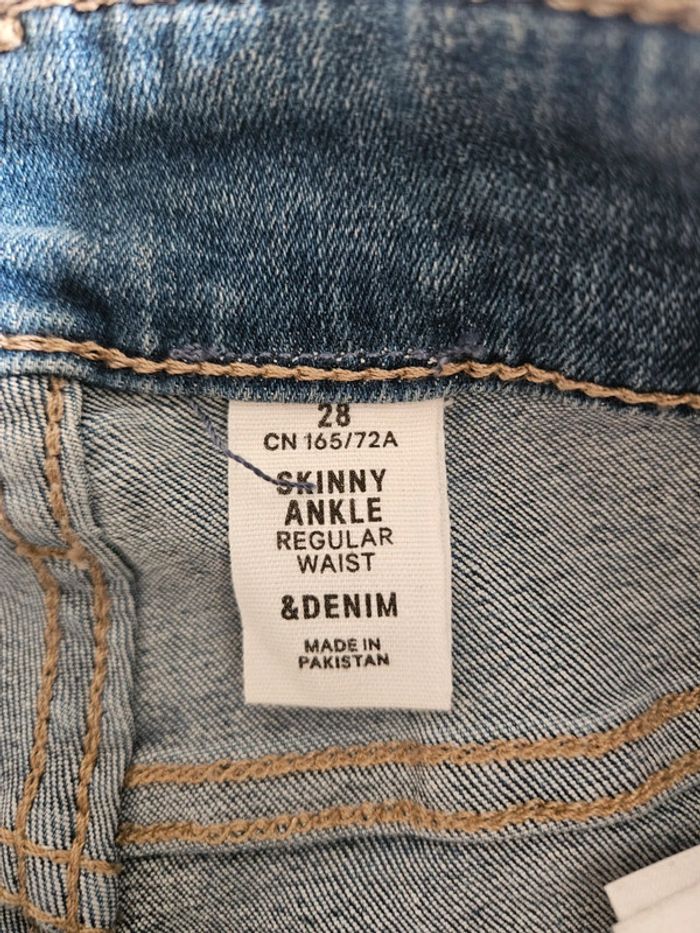 28
CN 165/72A
SKINNY
ANKLE
REGULAR
WAIST
&DENIM
MADE IN
PAKISTAN